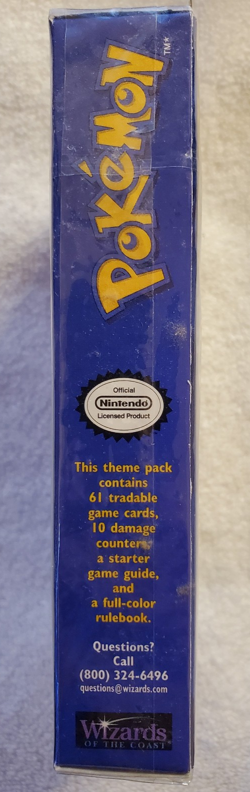 POKéMON™
Official
Nintendo
Licensed Product
This theme pack
contains
61 tradable
game cards,
10 damage
counters,
a starter
game guide,
and
a full-color
rulebook.
Questions?
Call
(800) 324-6496
questions@wizards.com
Wizards
OF THE COAST